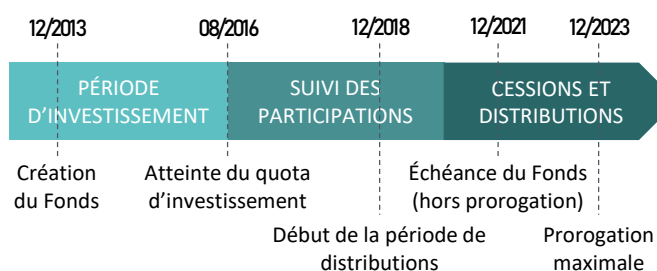 12/2013
08/2016
12/2018
12/2021
12/2023
PÉRIODE
D’INVESTISSEMENT
SUIVI DES
PARTICIPATIONS
CESSIONS ET
DISTRIBUTIONS
Création
du Fonds
Atteinte du quota
d’investissement
Échéance du Fonds
(hors prorogation)
Début de la période de
distributions
Prorogation
maximale